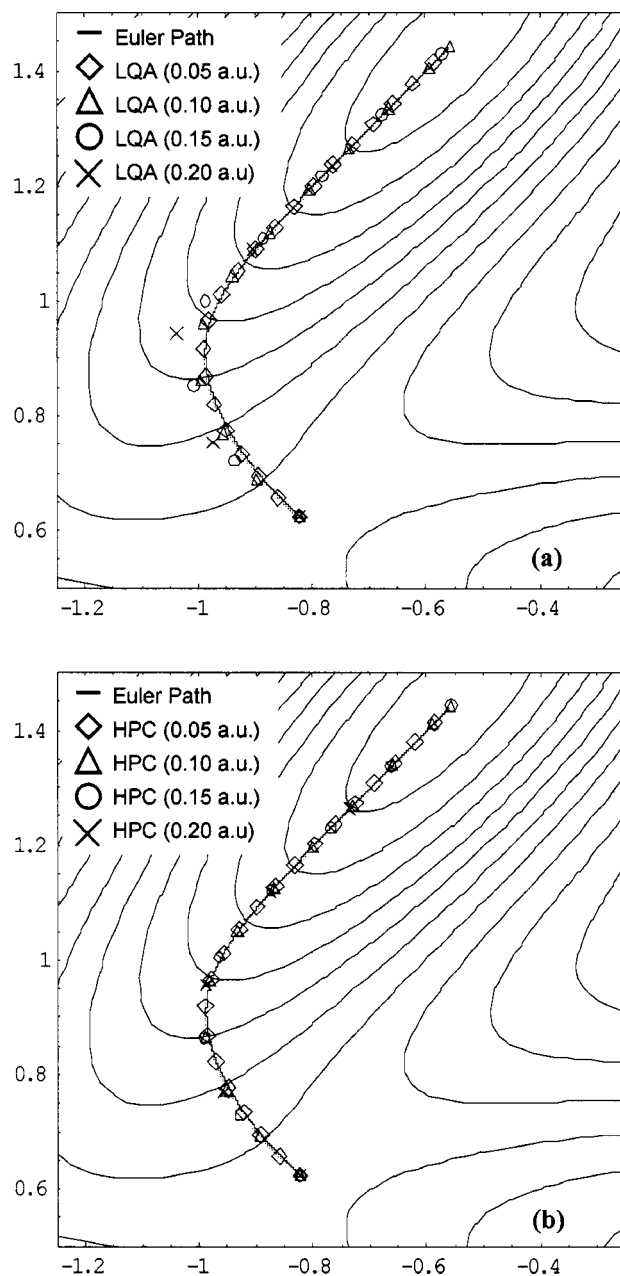 Euler Path
LQA (0.05 a.u.)
LQA (0.10 a.u.)
LQA (0.15 a.u.)
LQA (0.20 a.u)
1.4
1.2
1
0.8
0.6
(a)
-1.2 -1 -0.8 -0.6 -0.4
Euler Path
HPC (0.05 a.u.)
HPC (0.10 a.u.)
HPC (0.15 a.u.)
HPC (0.20 a.u)
1.4
1.2
1
0.8
0.6
(b)
-1.2 -1 -0.8 -0.6 -0.4